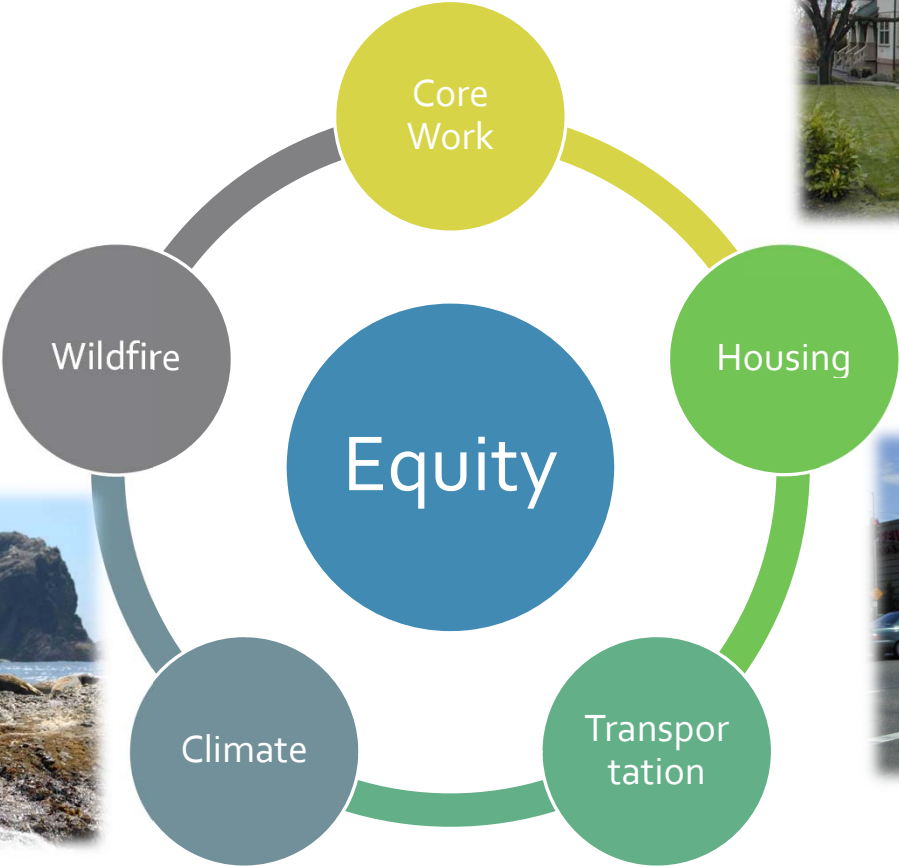 Core
Work
Wildfire
Housing
Equity
Climate
Transpor
tation